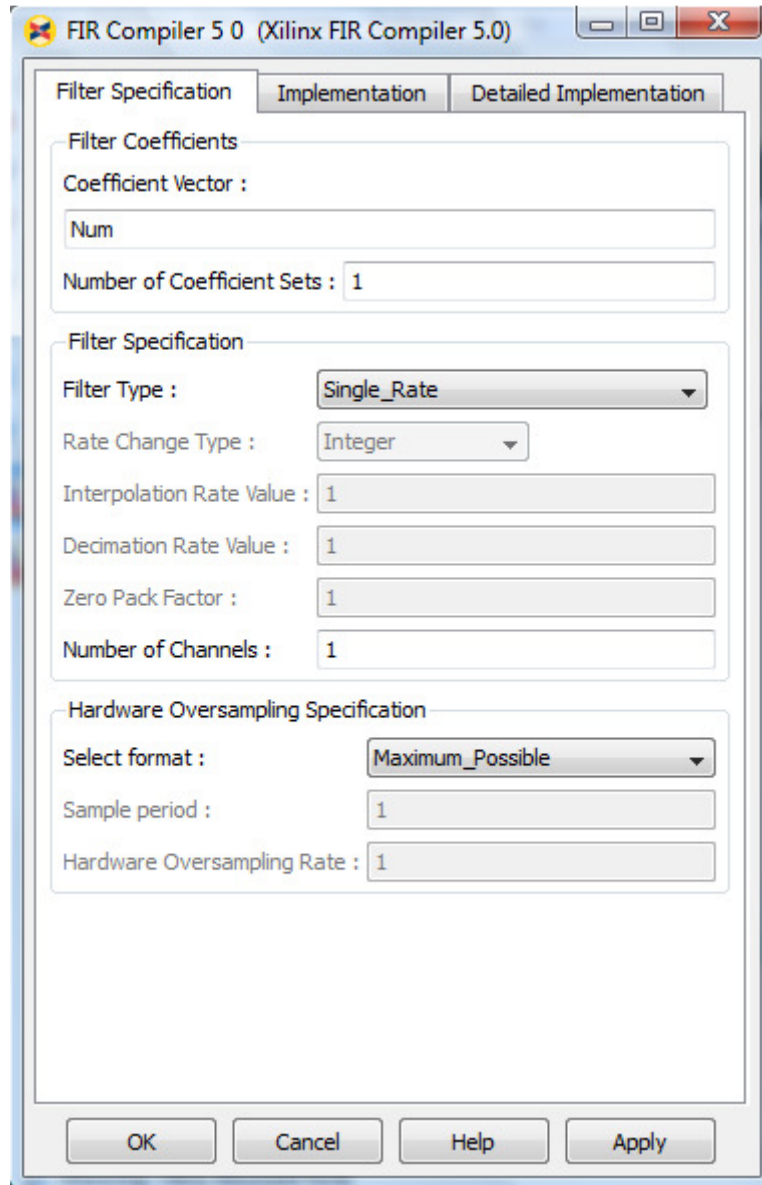 FIR Compiler 5 0 (Xilinx FIR Compiler 5.0)
Filter Specification Implementation Detailed Implementation
Filter Coefficients
Coefficient Vector :
Num
Number of Coefficient Sets : 1
Filter Specification
Filter Type : Single_Rate
Rate Change Type : Integer
Interpolation Rate Value : 1
Decimation Rate Value : 1
Zero Pack Factor : 1
Number of Channels : 1
Hardware Oversampling Specification
Select format : Maximum_Possible
Sample period : 1
Hardware Oversampling Rate : 1
OK Cancel Help Apply